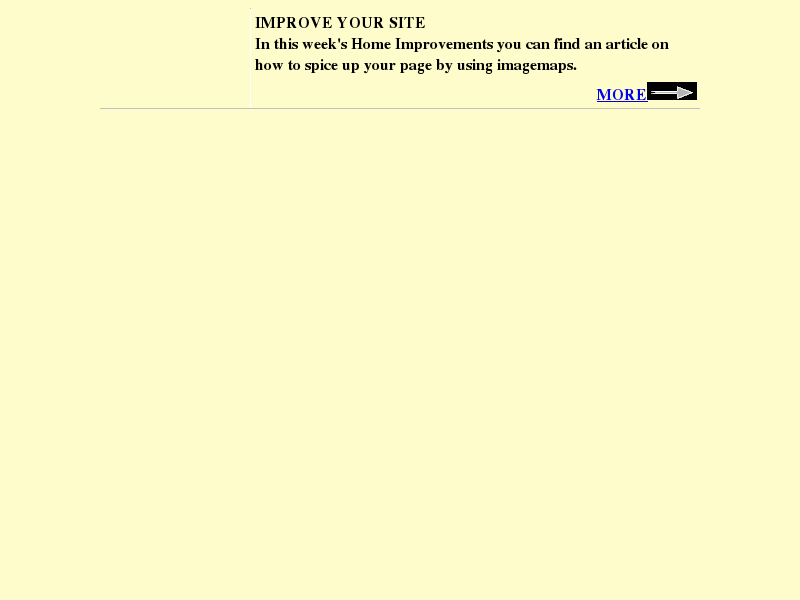 IMPROVE YOUR SITE
In this week's Home Improvements you can find an article on
how to spice up your page by using imagemaps.
MORE